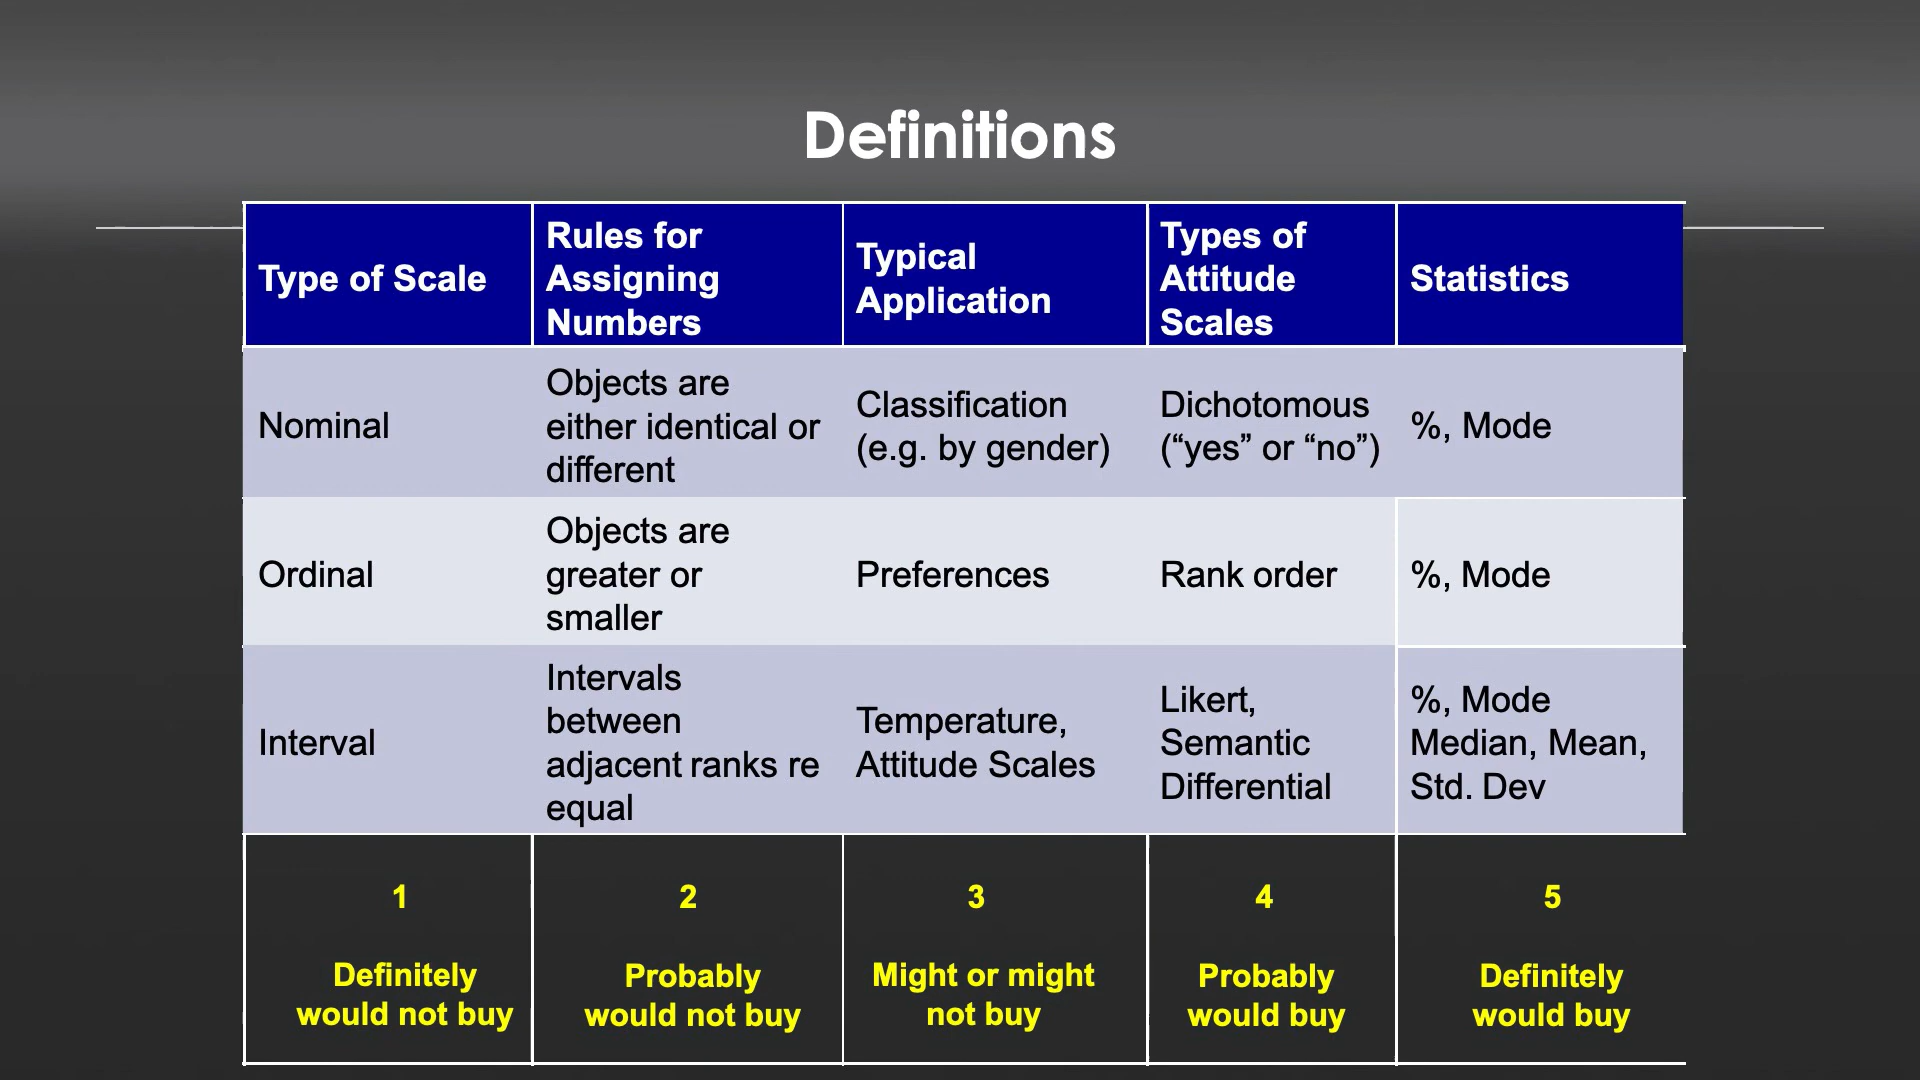 Definitions
Type of Scale
Rules for
Assigning
Numbers
Typical
Application
Types of
Attitude
Scales
Statistics
Nominal
Objects are
either identical or
different
Classification
(e.g. by gender)
Dichotomous
(“yes” or “no”)
%, Mode
Ordinal
Objects are
greater or
smaller
Preferences
Rank order
%, Mode
Interval
Intervals
between
adjacent ranks re
equal
Temperature,
Attitude Scales
Likert,
Semantic
Differential
%, Mode
Median, Mean,
Std. Dev
1
Definitely
would not buy
2
Probably
would not buy
3
Might or might
not buy
4
Probably
would buy
5
Definitely
would buy